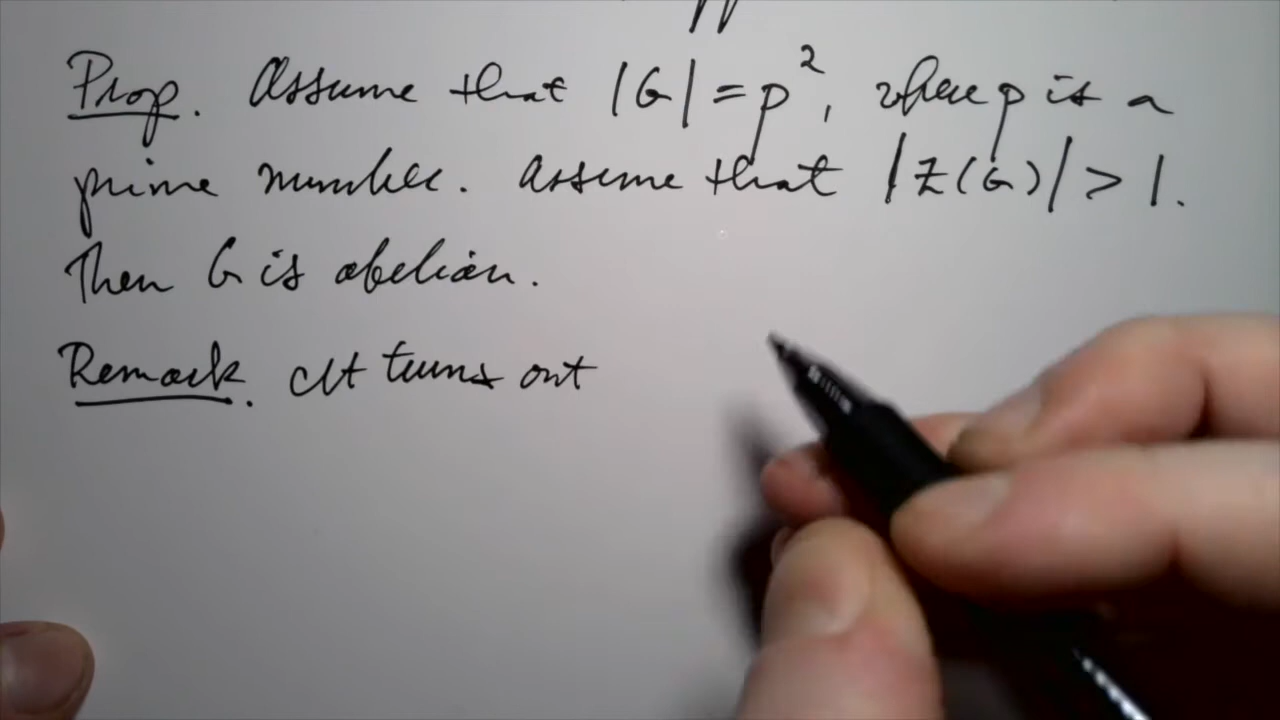 Prop. Assume that |G| = p², where p is a
prime number. Assume that |Z(G)| > 1.
Then G is abelian.
Remark. It turns out